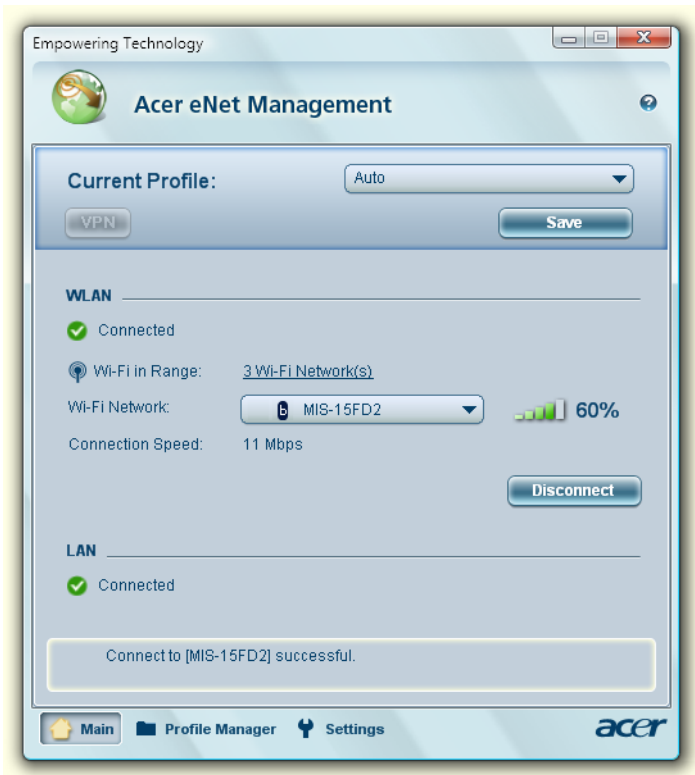 Empowering Technology
Acer eNet Management
Current Profile:
Auto
VPN
Save
WLAN
Connected
Wi-Fi in Range:
3 Wi-Fi Network(s)
Wi-Fi Network:
b MIS-15FD2
60%
Connection Speed:
11 Mbps
Disconnect
LAN
Connected
Connect to [MIS-15FD2] successful.
Main
Profile Manager
Settings
acer